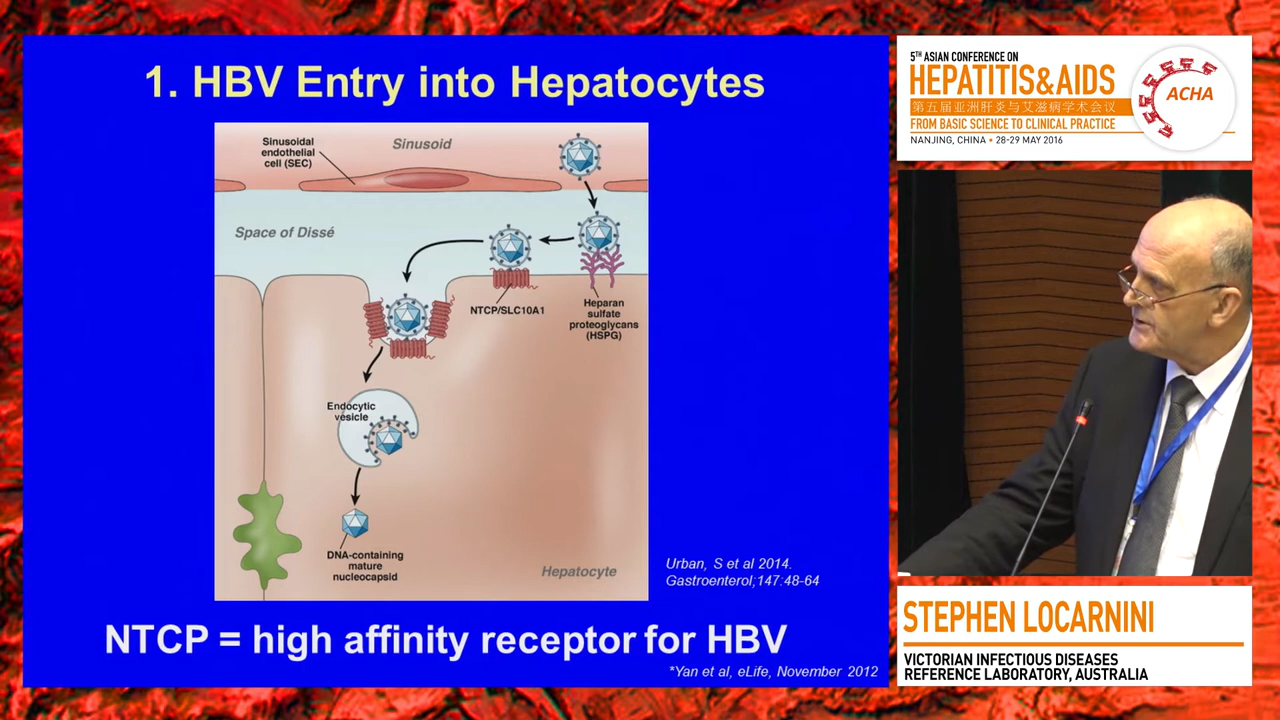 1. HBV Entry into Hepatocytes
Sinusoidal
endothelial
cell (SEC)
Sinusoid
Space of Dissé
NTCP/SLC10A1
Heparan
sulfate
proteoglycans
(HSPG)
Endocytic
vesicle
DNA-containing
mature
nucleocapsid
Hepatocyte
Urban, S et al 2014.
Gastroenterol;147:48-64
NTCP = high affinity receptor for HBV
*Yan et al, eLife, November 2012
5TH ASIAN CONFERENCE ON
HEPATITIS&AIDS
第五届亚洲肝炎与艾滋病学术会议
FROM BASIC SCIENCE TO CLINICAL PRACTICE
NANJING, CHINA • 28-29 MAY 2016
ACHA
STEPHEN LOCARNINI
VICTORIAN INFECTIOUS DISEASES
REFERENCE LABORATORY, AUSTRALIA